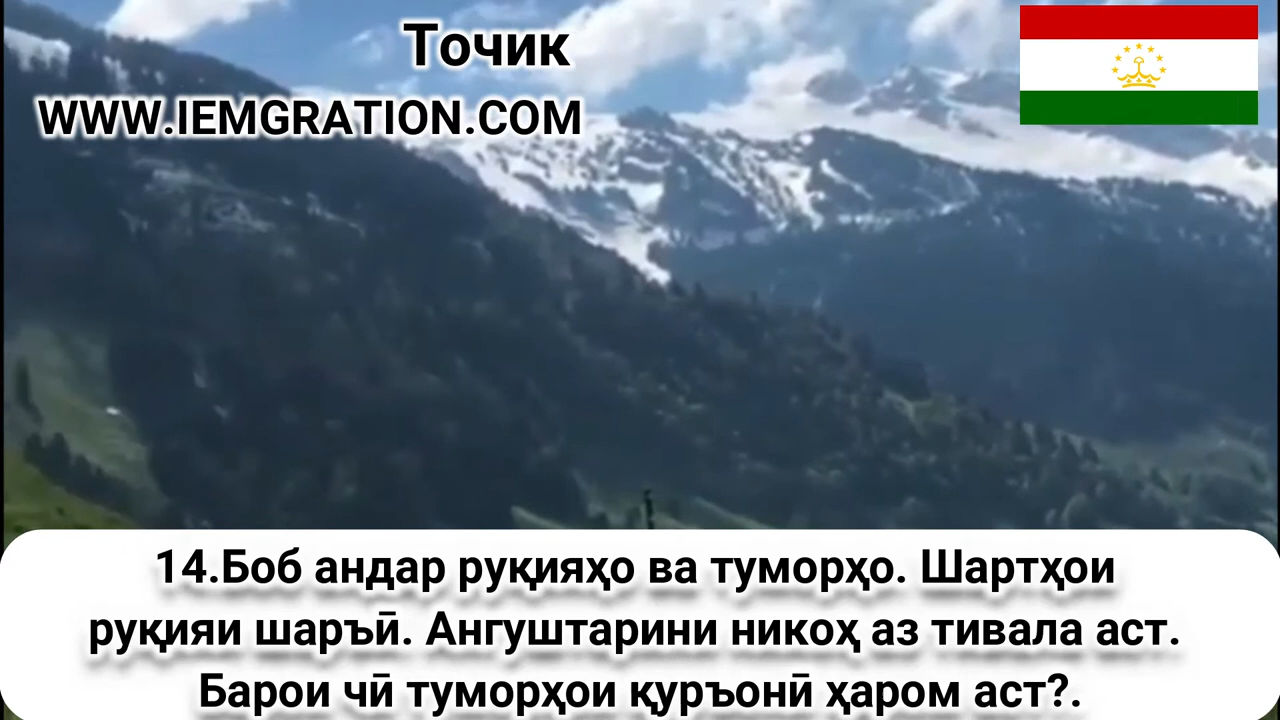 Точик
WWW.IEMGRATION.COM
14.Боб андар руқияҳо ва туморҳо. Шартҳои
руқияи шаръӣ. Ангуштарини никоҳ аз тивала аст.
Барои чӣ туморҳои қуръонӣ ҳаром аст?.